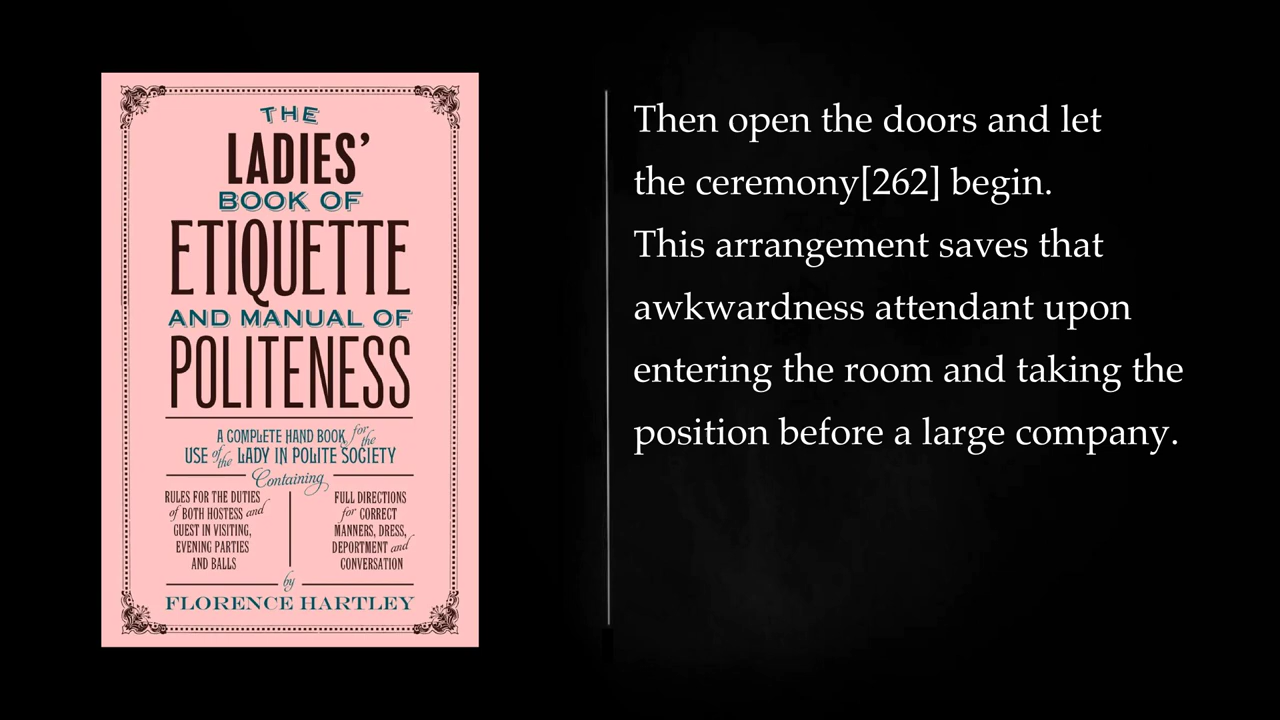 THE
LADIES'
BOOK OF
ETIQUETTE
AND MANUAL OF
POLITENESS
A COMPLETE HAND BOOK for the
USE of the LADY IN POLITE SOCIETY
Containing
RULES FOR THE DUTIES
of BOTH HOSTESS and
GUEST IN VISITING,
EVENING PARTIES
AND BALLS
FULL DIRECTIONS
for CORRECT
MANNERS, DRESS,
DEPORTMENT and
CONVERSATION
by
FLORENCE HARTLEY
Then open the doors and let
the ceremony[262] begin.
This arrangement saves that
awkwardness attendant upon
entering the room and taking the
position before a large company.